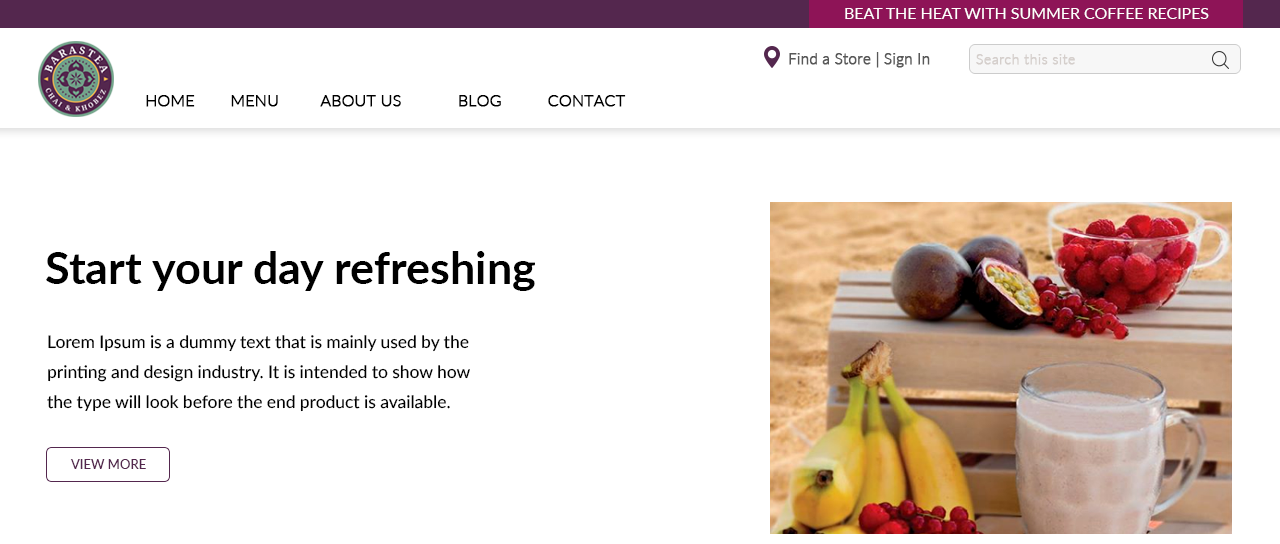 BEAT THE HEAT WITH SUMMER COFFEE RECIPES
BARASTEA
CHAI & KHOBEZ
Find a Store | Sign In
Search this site
HOME MENU ABOUT US BLOG CONTACT
Start your day refreshing
Lorem Ipsum is a dummy text that is mainly used by the
printing and design industry. It is intended to show how
the type will look before the end product is available.
VIEW MORE